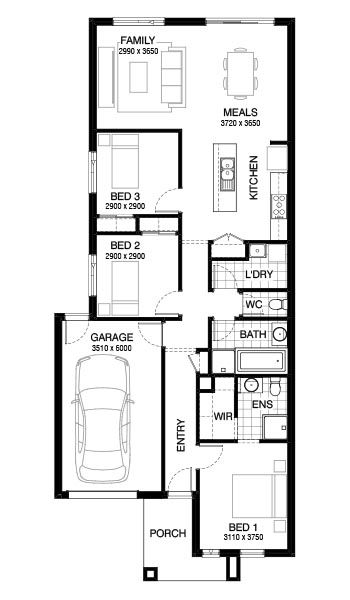 FAMILY
2990 x 3650
MEALS
3720 x 3650
KITCHEN
BED 3
2900 x 2900
BED 2
2900 x 2900
L'DRY
WC
BATH
GARAGE
3510 x 6000
ENS
WIR
ENTRY
BED 1
3110 x 3750
PORCH